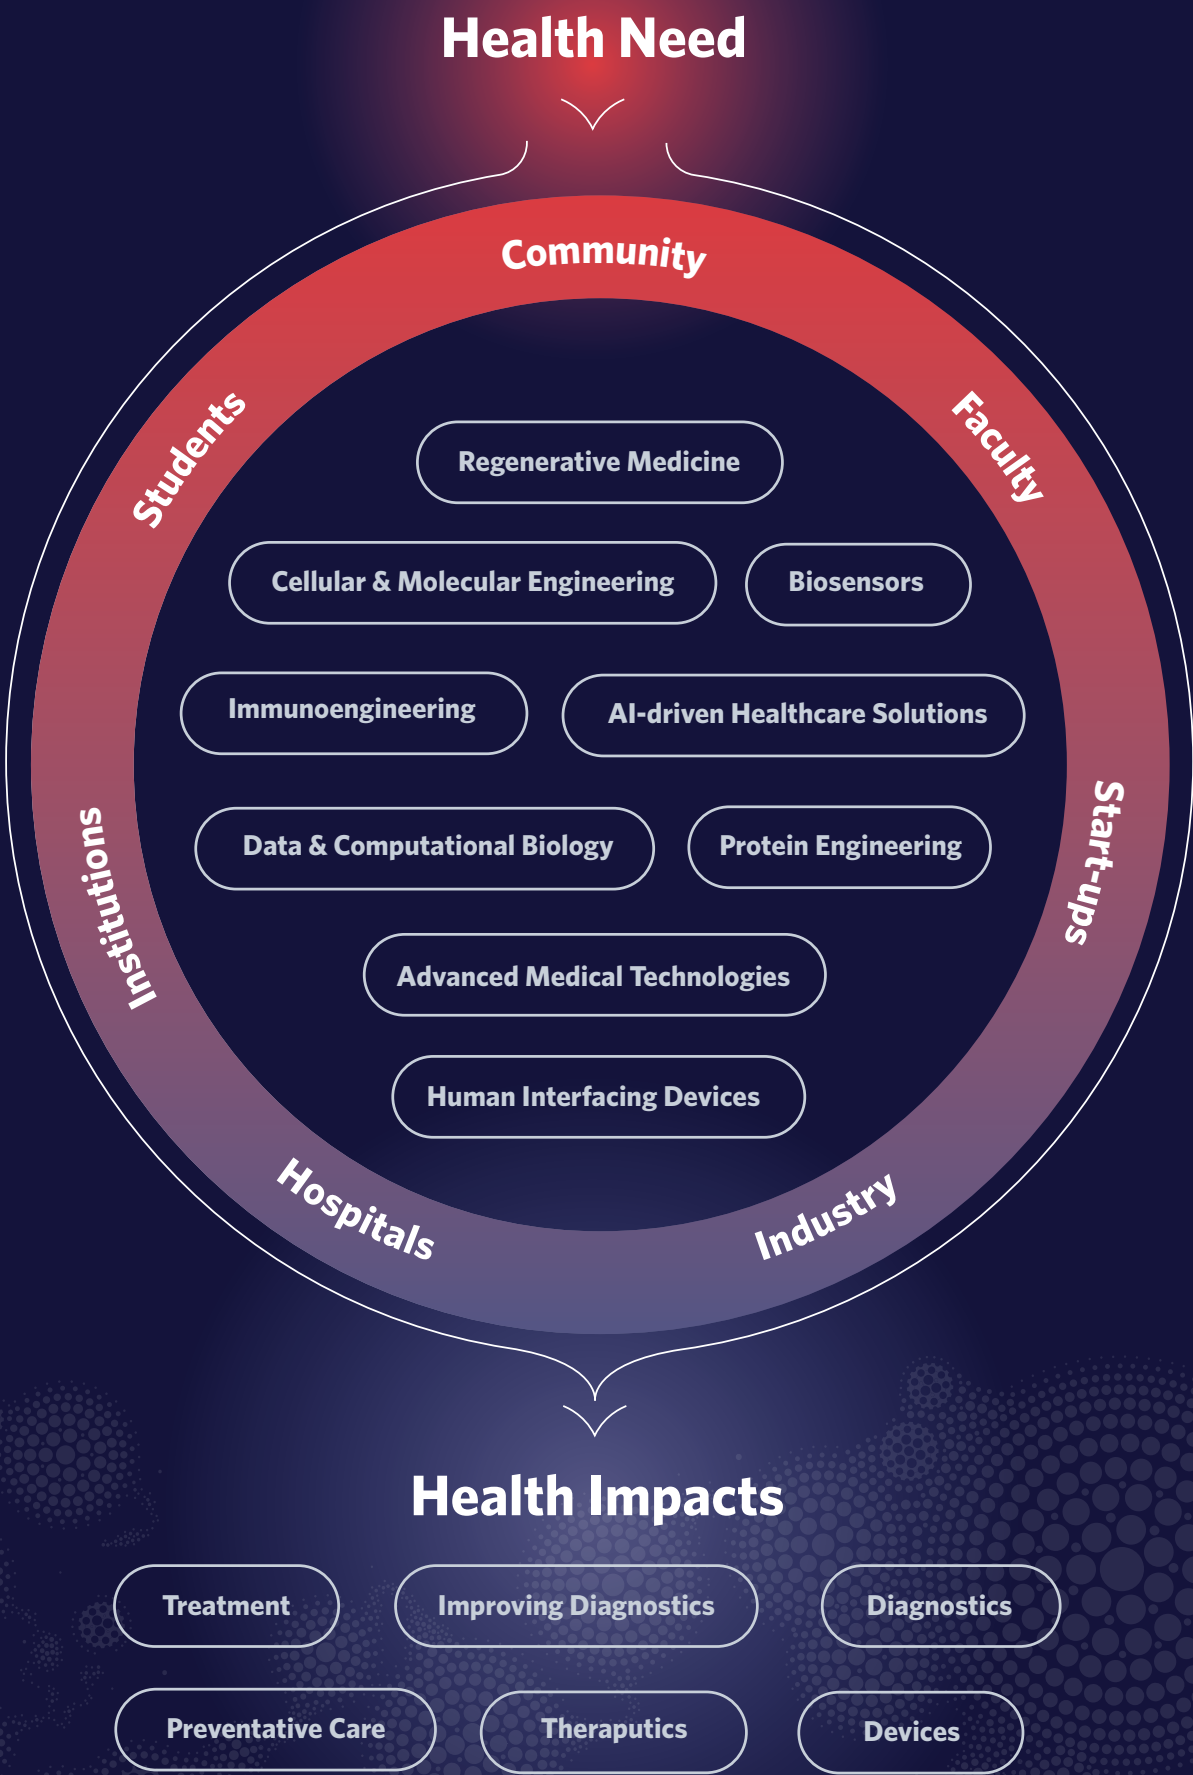 Health Need
Community
Students
Faculty
Regenerative Medicine
Cellular & Molecular Engineering
Biosensors
Immunoengineering
AI-driven Healthcare Solutions
Data & Computational Biology
Protein Engineering
Institutions
Start-ups
Advanced Medical Technologies
Human Interfacing Devices
Hospitals
Industry
Health Impacts
Treatment
Improving Diagnostics
Diagnostics
Preventative Care
Theraputics
Devices